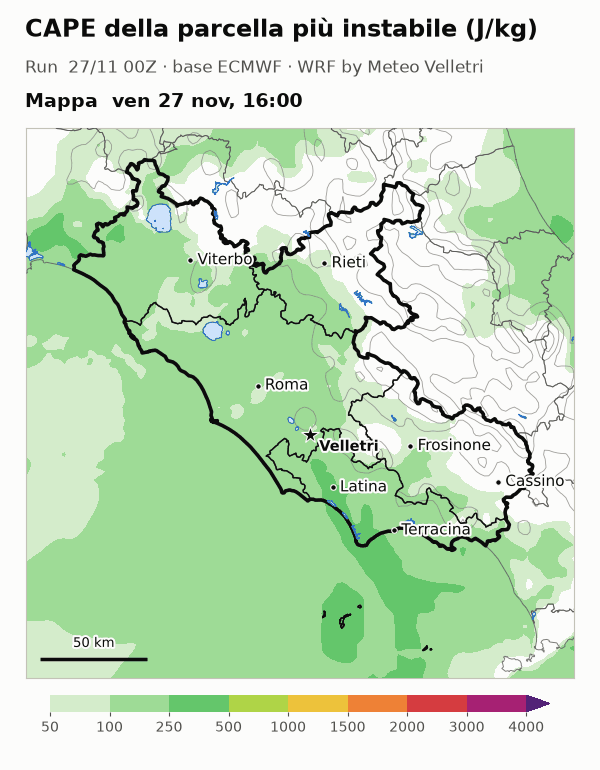 CAPE della parcella più instabile (J/kg)
Run  27/11 00Z · base ECMWF · WRF by Meteo Velletri
Mappa  ven 27 nov, 16:00
Viterbo
Rieti
Roma
Velletri
Frosinone
Latina
Cassino
Terracina
50 km
50 100 250 500 1000 1500 2000 3000 4000